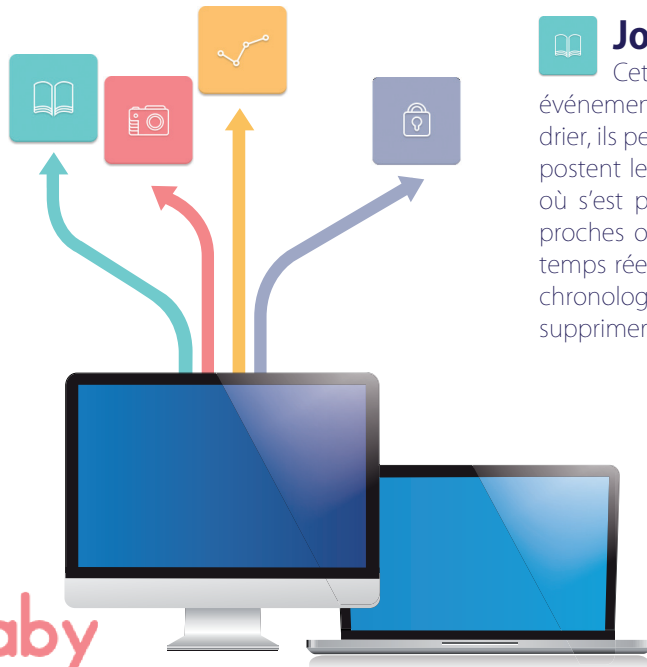 Jo
Cet
événemen
drier, ils pe
postent le
où s'est p
proches o
temps rée
chronolog
supprimer
aby